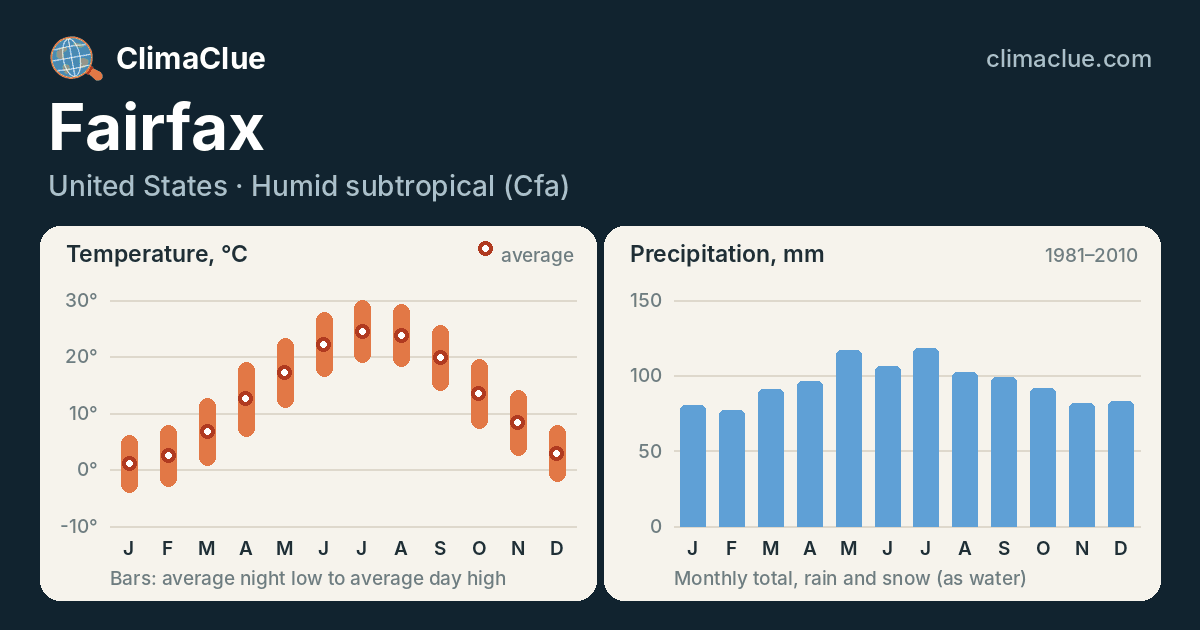 ClimaClue
climaclue.com
Fairfax
United States · Humid subtropical (Cfa)
Temperature, °C
average
30°
20°
10°
0°
-10°
J F M A M J J A S O N D
Bars: average night low to average day high
Precipitation, mm
1981–2010
150
100
50
0
J F M A M J J A S O N D
Monthly total, rain and snow (as water)